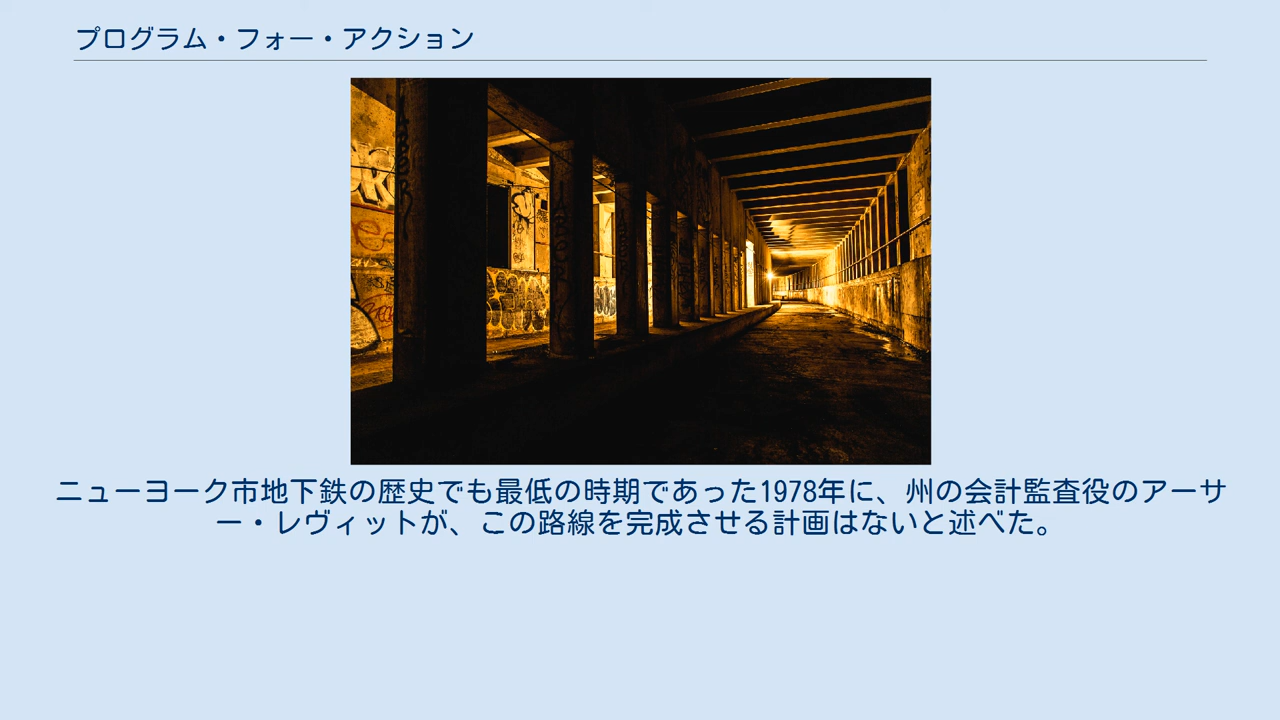 プログラム・フォー・アクション
ニューヨーク市地下鉄の歴史でも最低の時期であった1978年に、州の会計監査役のアーサ
ー・レヴィットが、この路線を完成させる計画はないと述べた。